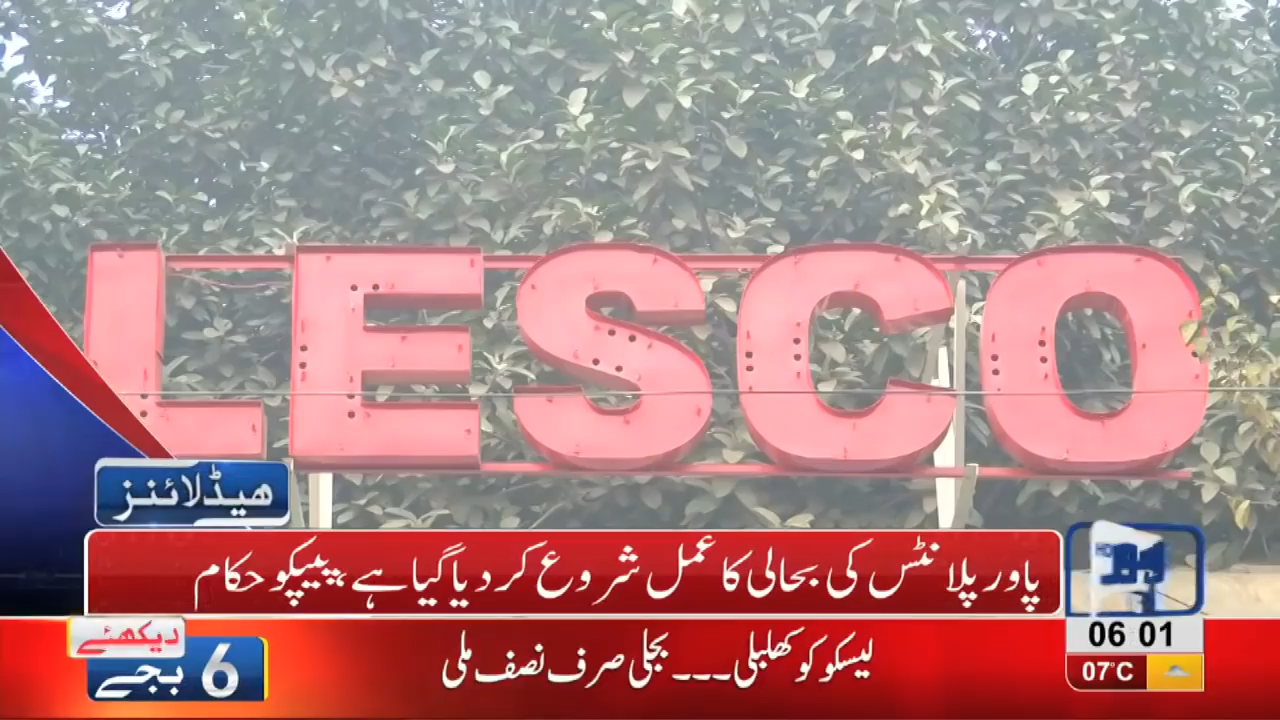 LESCO
ھیڈلائنز
پاور پلانٹس کی بحالی کا عمل شروع کر دیا گیا ہے، پیپکو حکام
06 01
دیکھئے
6 بجے
لیسکو کو کھلبلی --- بجلی صرف نصف ملی
07°C